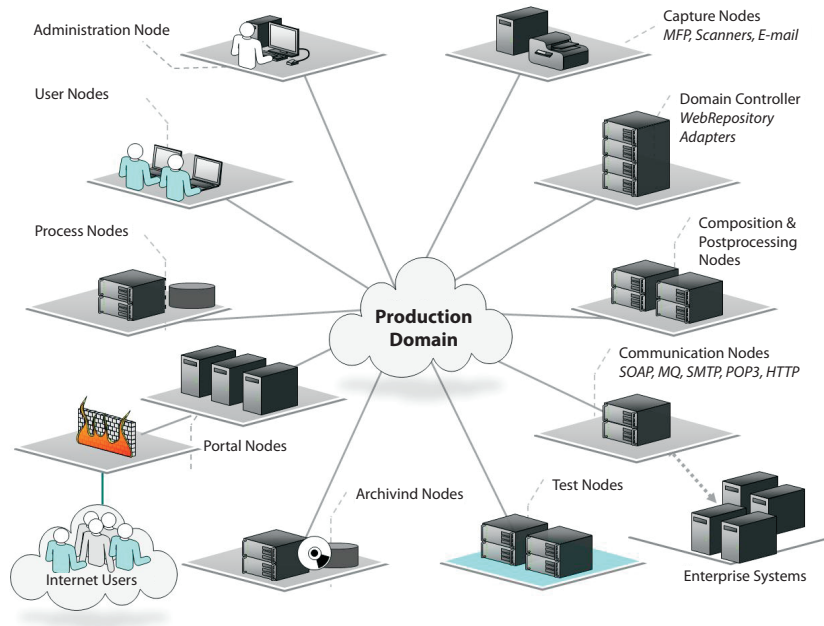 Administration Node
Capture Nodes
MFP, Scanners, E-mail
User Nodes
Domain Controller
WebRepository
Adapters
Process Nodes
Composition &
Postprocessing
Nodes
Production
Domain
Communication Nodes
SOAP, MQ, SMTP, POP3, HTTP
Portal Nodes
Archivind Nodes
Test Nodes
Internet Users
Enterprise Systems